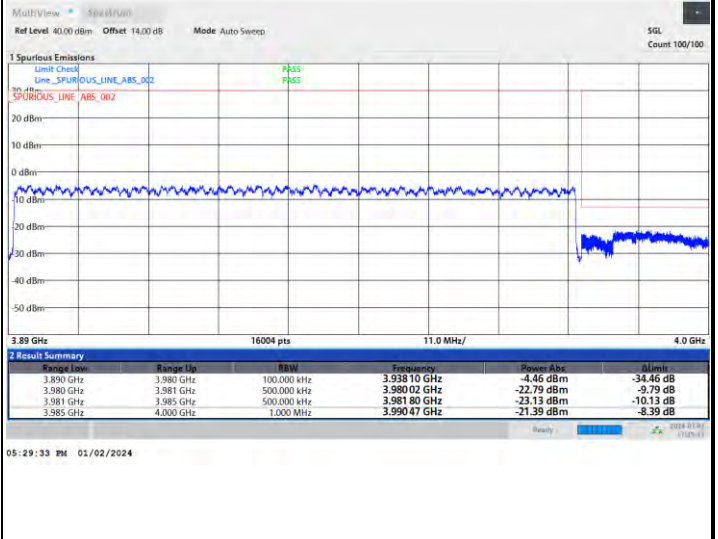 MultiView Spectrum
Ref Level 40.00 dBm Offset 14.00 dB Mode Auto Sweep SGL
Count 100/100
1 Spurious Emissions
Limit Check PASS
Line _SPURIOUS_LINE_ABS_002 PASS
30 dBm
_SPURIOUS_LINE_ABS_002
20 dBm
10 dBm
0 dBm
-10 dBm
-20 dBm
-30 dBm
-40 dBm
-50 dBm
3.89 GHz 16004 pts 11.0 MHz/ 4.0 GHz
2 Result Summary
Range Low Range Up RBW Frequency Power Abs ΔLimit
3.890 GHz 3.980 GHz 100.000 kHz 3.93810 GHz -4.46 dBm -34.46 dB
3.980 GHz 3.981 GHz 500.000 kHz 3.98002 GHz -22.79 dBm -9.79 dB
3.981 GHz 3.985 GHz 500.000 kHz 3.98180 GHz -23.13 dBm -10.13 dB
3.985 GHz 4.000 GHz 1.000 MHz 3.99047 GHz -21.39 dBm -8.39 dB
Ready
05:29:33 PM 01/02/2024